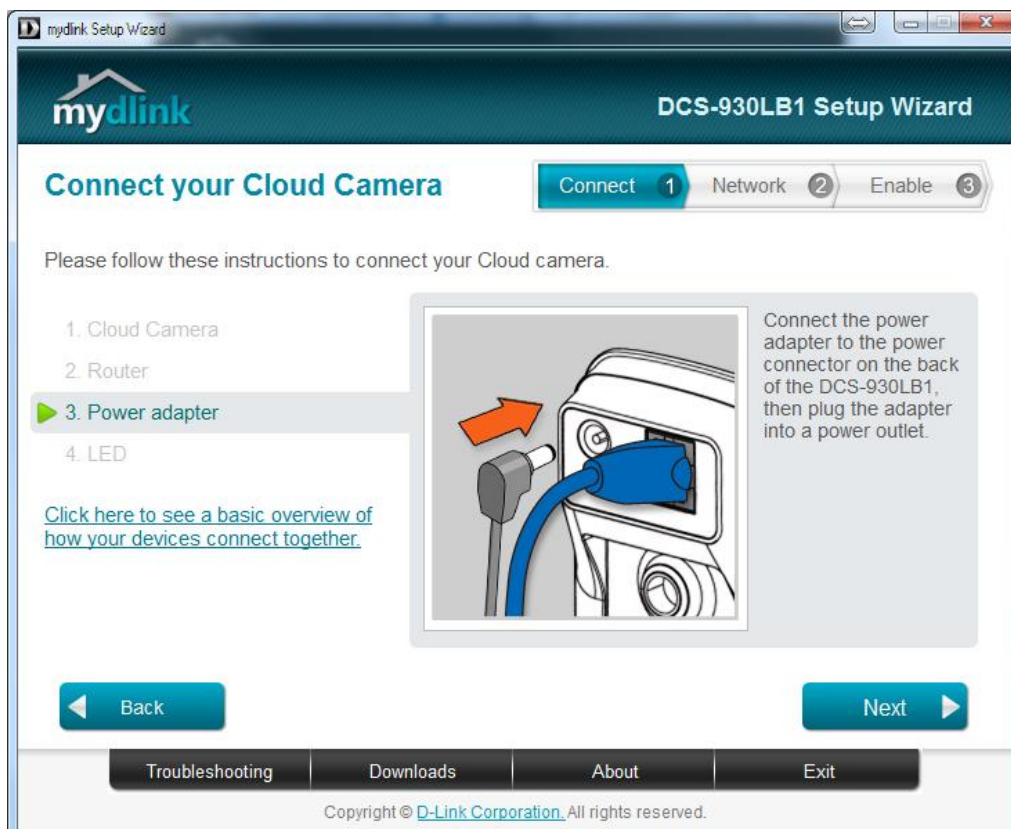 mydlink Setup Wizard
mydlink
DCS-930LB1 Setup Wizard
Connect your Cloud Camera
Connect 1 Network 2 Enable 3
Please follow these instructions to connect your Cloud camera.
1. Cloud Camera
2. Router
3. Power adapter
4. LED
Click here to see a basic overview of
how your devices connect together.
Connect the power
adapter to the power
connector on the back
of the DCS-930LB1,
then plug the adapter
into a power outlet.
Back
Next
Troubleshooting Downloads About Exit
Copyright © D-Link Corporation. All rights reserved.